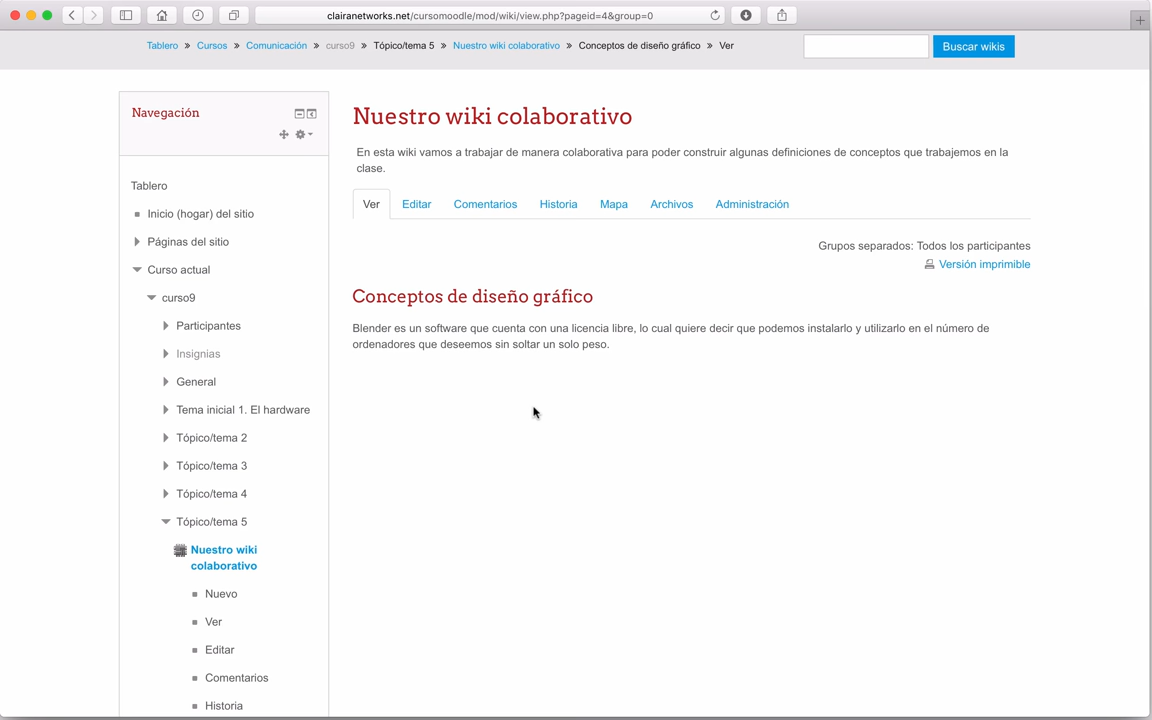 clairanetworks.net/cursomoodle/mod/wiki/view.php?pageid=4&group=0
Tablero » Cursos » Comunicación » curso9 » Tópico/tema 5 » Nuestro wiki colaborativo » Conceptos de diseño gráfico » Ver
Buscar wikis
Navegación
Tablero
Inicio (hogar) del sitio
Páginas del sitio
Curso actual
curso9
Participantes
Insignias
General
Tema inicial 1. El hardware
Tópico/tema 2
Tópico/tema 3
Tópico/tema 4
Tópico/tema 5
Nuestro wiki
colaborativo
Nuevo
Ver
Editar
Comentarios
Historia
Nuestro wiki colaborativo
En esta wiki vamos a trabajar de manera colaborativa para poder construir algunas definiciones de conceptos que trabajemos en la
clase.
Ver Editar Comentarios Historia Mapa Archivos Administración
Grupos separados: Todos los participantes
Versión imprimible
Conceptos de diseño gráfico
Blender es un software que cuenta con una licencia libre, lo cual quiere decir que podemos instalarlo y utilizarlo en el número de
ordenadores que deseemos sin soltar un solo peso.